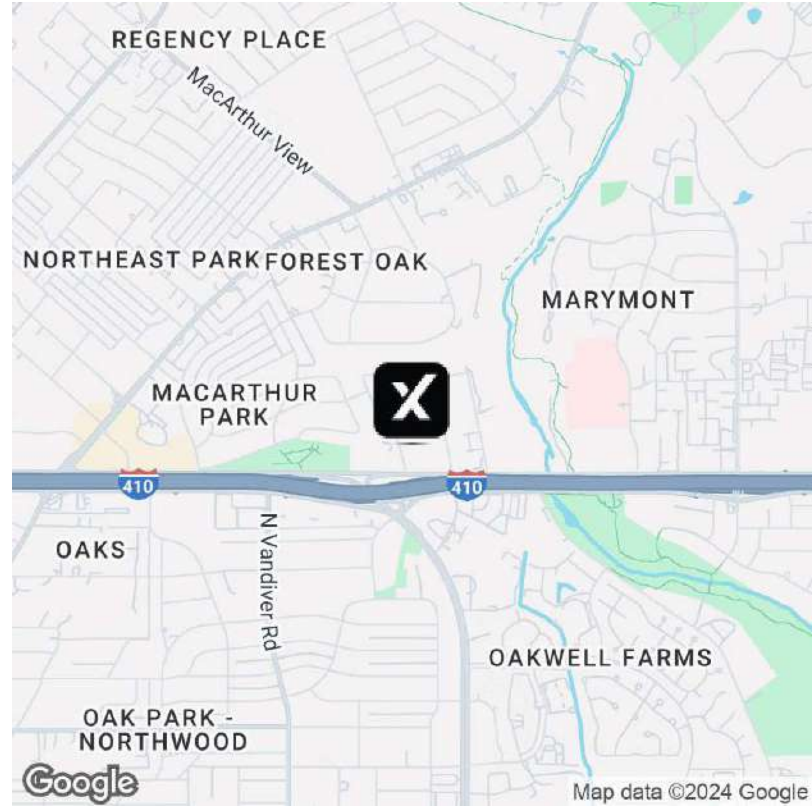 REGENCY PLACE
MacArthur View
NORTHEAST PARK
FOREST OAK
MARYMONT
MACARTHUR
PARK
X
410
410
OAKS
N Vandiver Rd
OAKWELL FARMS
OAK PARK -
NORTHWOOD
Google
Map data ©2024 Google